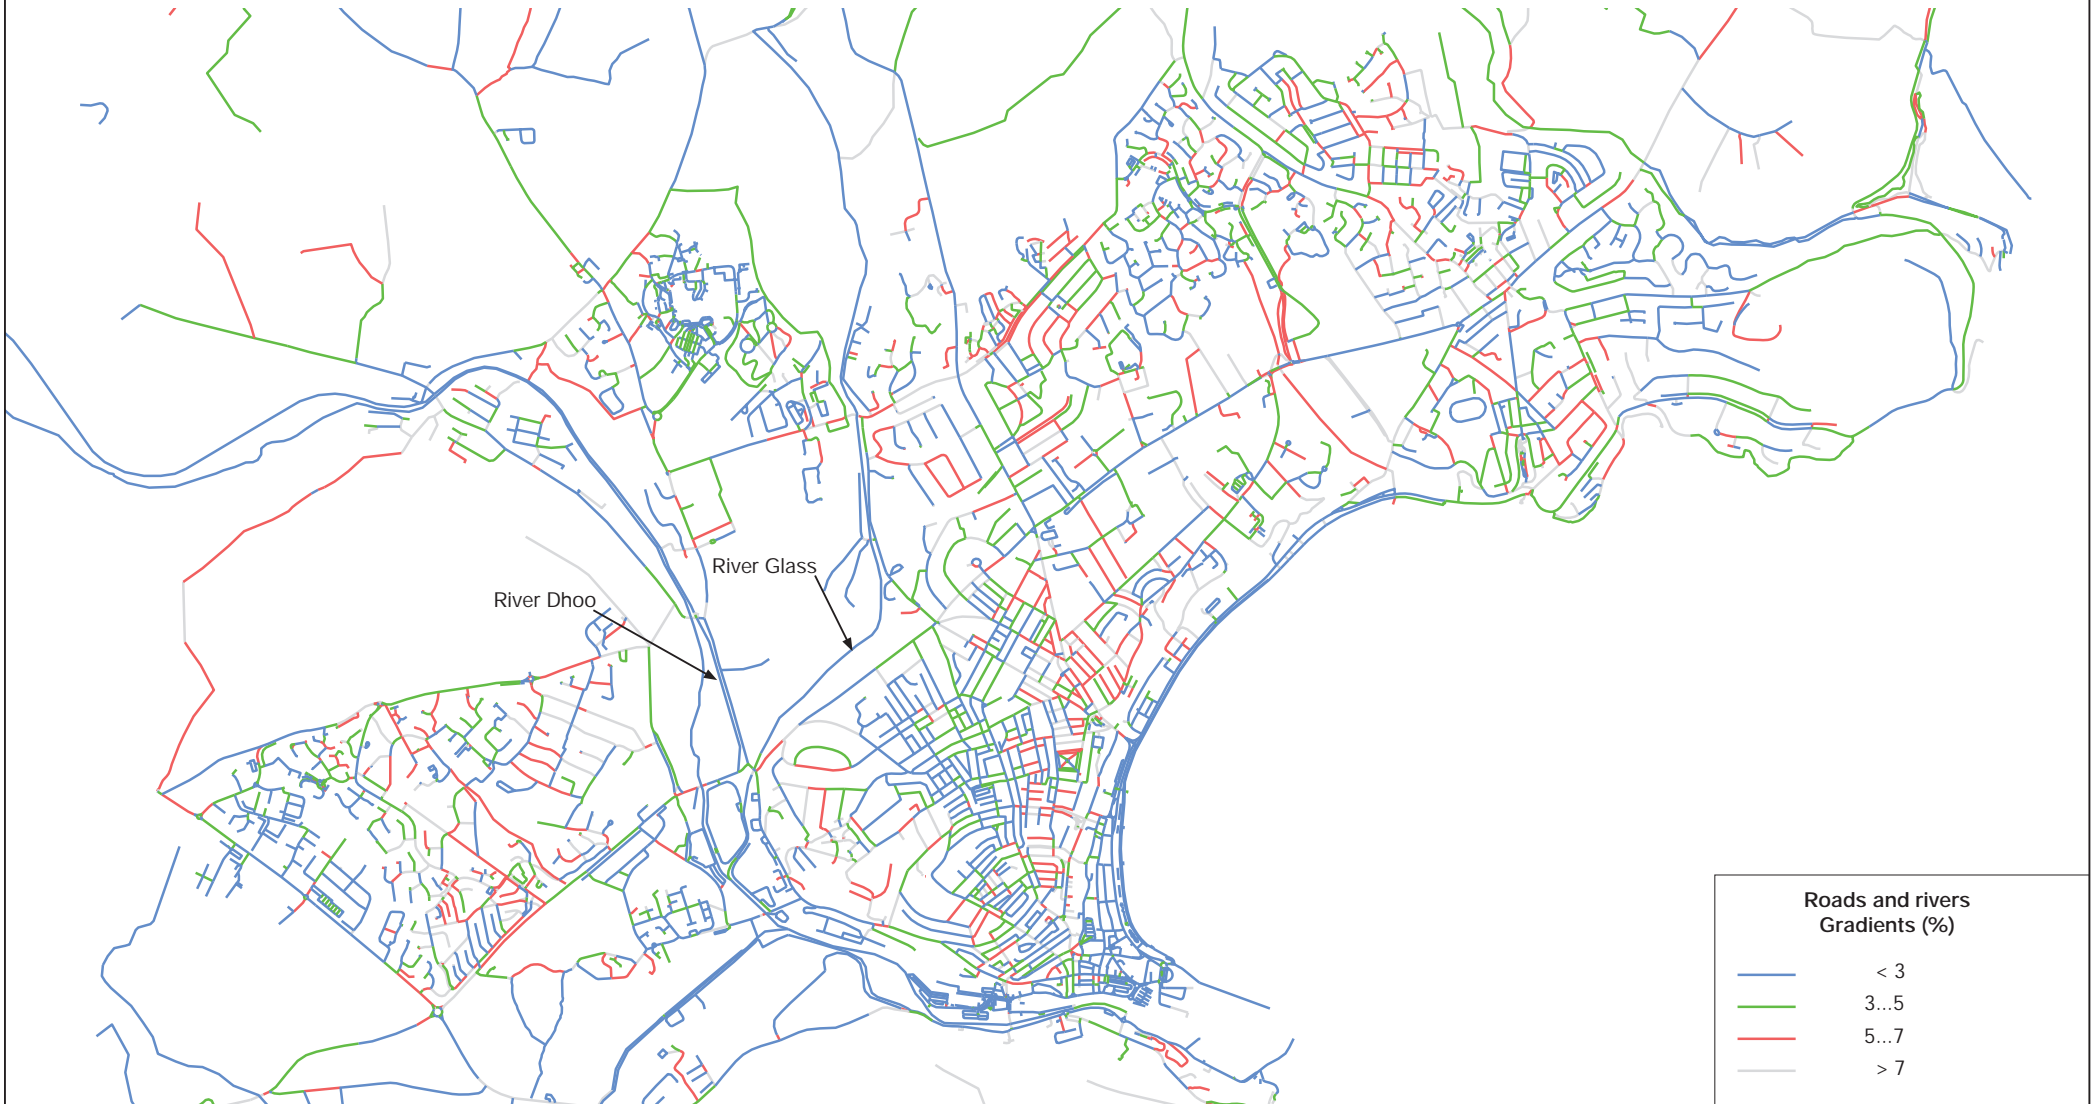 River Glass
River Dhoo
Roads and rivers
Gradients (%)
< 3
3...5
5...7
> 7